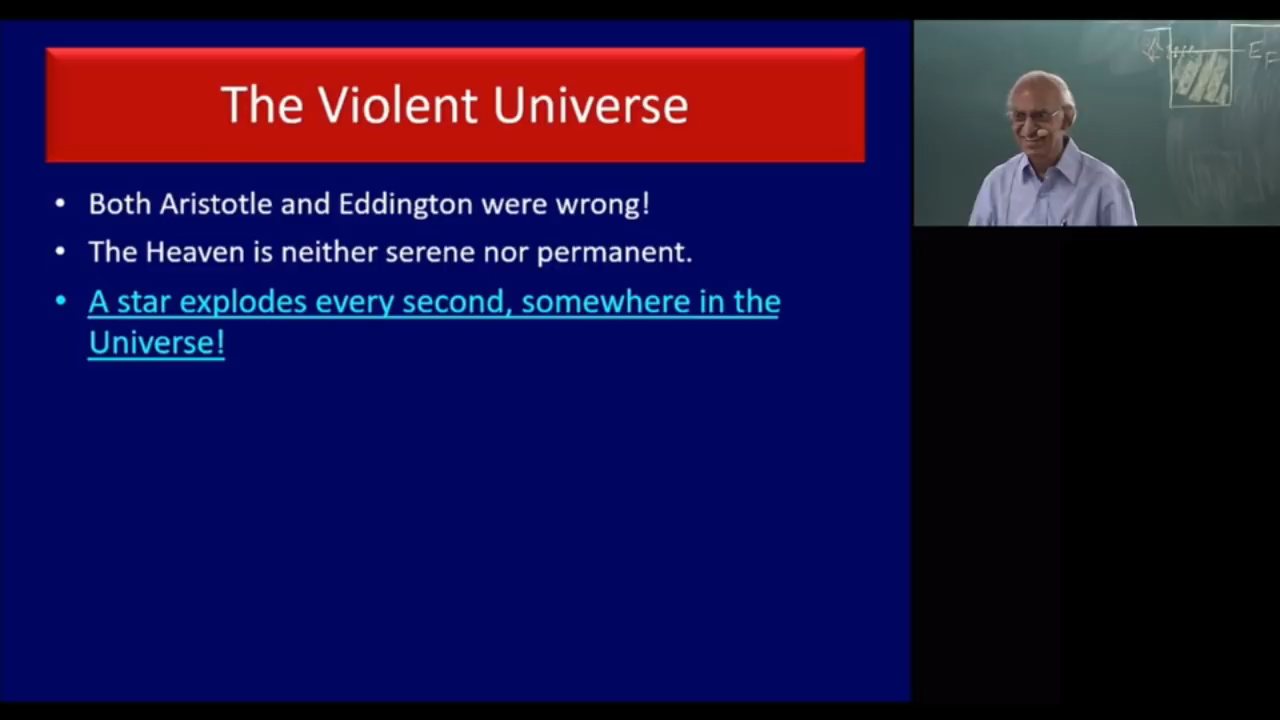 The Violent Universe
• Both Aristotle and Eddington were wrong!
• The Heaven is neither serene nor permanent.
• A star explodes every second, somewhere in the
Universe!
E_F